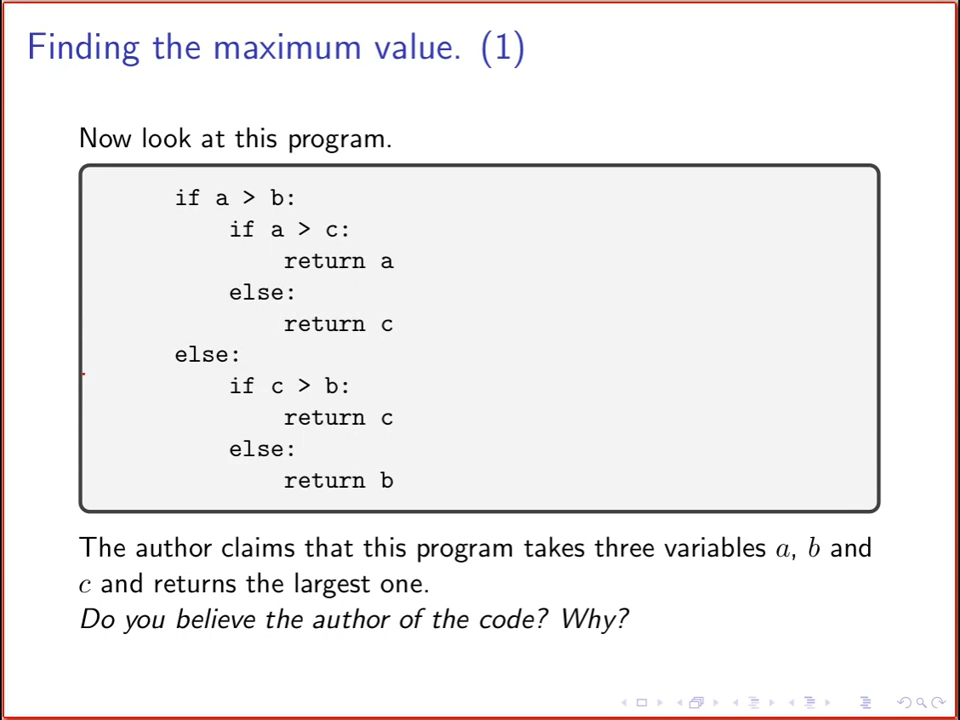 Finding the maximum value. (1)
Now look at this program.
if a > b:
    if a > c:
        return a
    else:
        return c
else:
    if c > b:
        return c
    else:
        return b
The author claims that this program takes three variables a, b and
c and returns the largest one.
Do you believe the author of the code? Why?